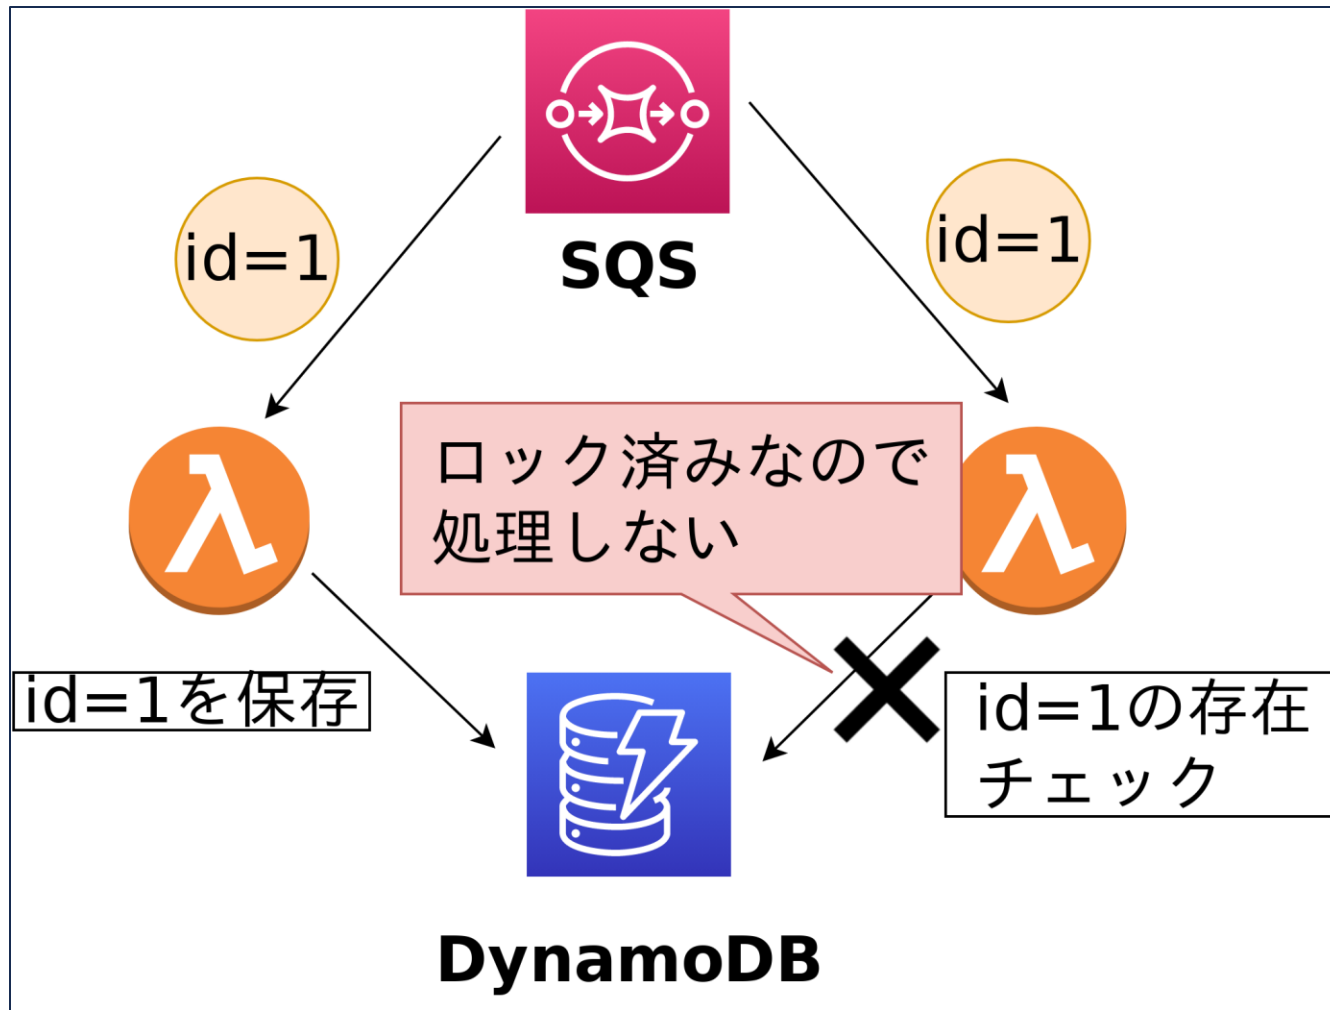 SQS
id=1
id=1
ロック済みなので
処理しない
id=1を保存
id=1の存在
チェック
DynamoDB